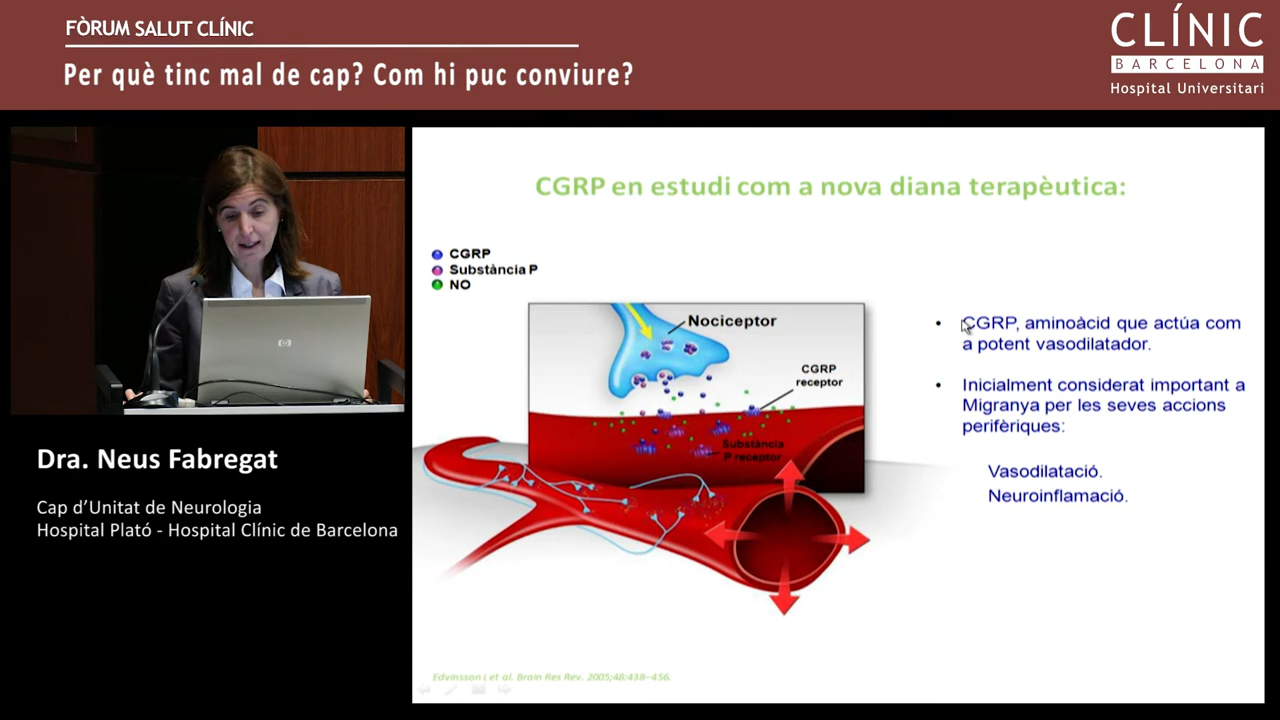 FÒRUM SALUT CLÍNIC
Per què tinc mal de cap? Com hi puc conviure?
CLÍNIC
BARCELONA
Hospital Universitari
CGRP en estudi com a nova diana terapèutica:
CGRP
Substància P
NO
Nociceptor
CGRP
receptor
Substància
P receptor
• CGRP, aminoàcid que actúa com
a potent vasodilatador.
• Inicialment considerat important a
Migranya per les seves accions
perifèriques:
Vasodilatació.
Neuroinflamació.
Edvinsson L et al. Brain Res Rev. 2005;48:438–456.
hp
Dra. Neus Fabregat
Cap d’Unitat de Neurologia
Hospital Plató - Hospital Clínic de Barcelona